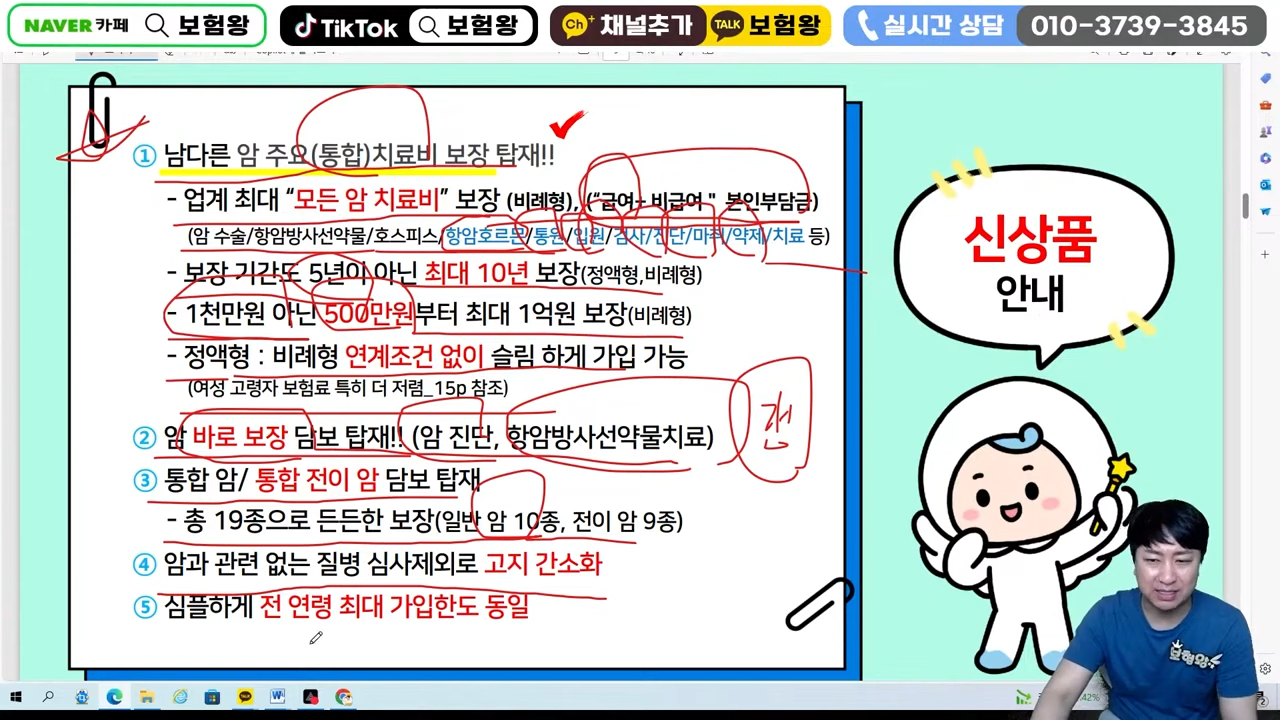 NAVER 카페 보험왕 TikTok 보험왕 Ch+ 채널추가 TALK 보험왕 실시간 상담 010-3739-3845
① 남다른 암 주요(통합)치료비 보장 탑재!!
- 업계 최대 “모든 암 치료비” 보장 (비례형), (“급여+ 비급여 " 본인부담금)
(암 수술/항암방사선약물/호스피스/항암호르몬/통원/입원/검사/진단/마취/약제/치료 등)
- 보장 기간도 5년이 아닌 최대 10년 보장(정액형,비례형)
- 1천만원 아닌 500만원부터 최대 1억원 보장(비례형)
- 정액형 : 비례형 연계조건 없이 슬림 하게 가입 가능
(여성 고령자 보험료 특히 더 저렴_15p 참조)
② 암 바로 보장 담보 탑재!! (암 진단, 항암방사선약물치료)
③ 통합 암/ 통합 전이 암 담보 탑재
- 총 19종으로 든든한 보장(일반 암 10종, 전이 암 9종)
④ 암과 관련 없는 질병 심사제외로 고지 간소화
⑤ 심플하게 전 연령 최대 가입한도 동일
신상품
안내
보험왕